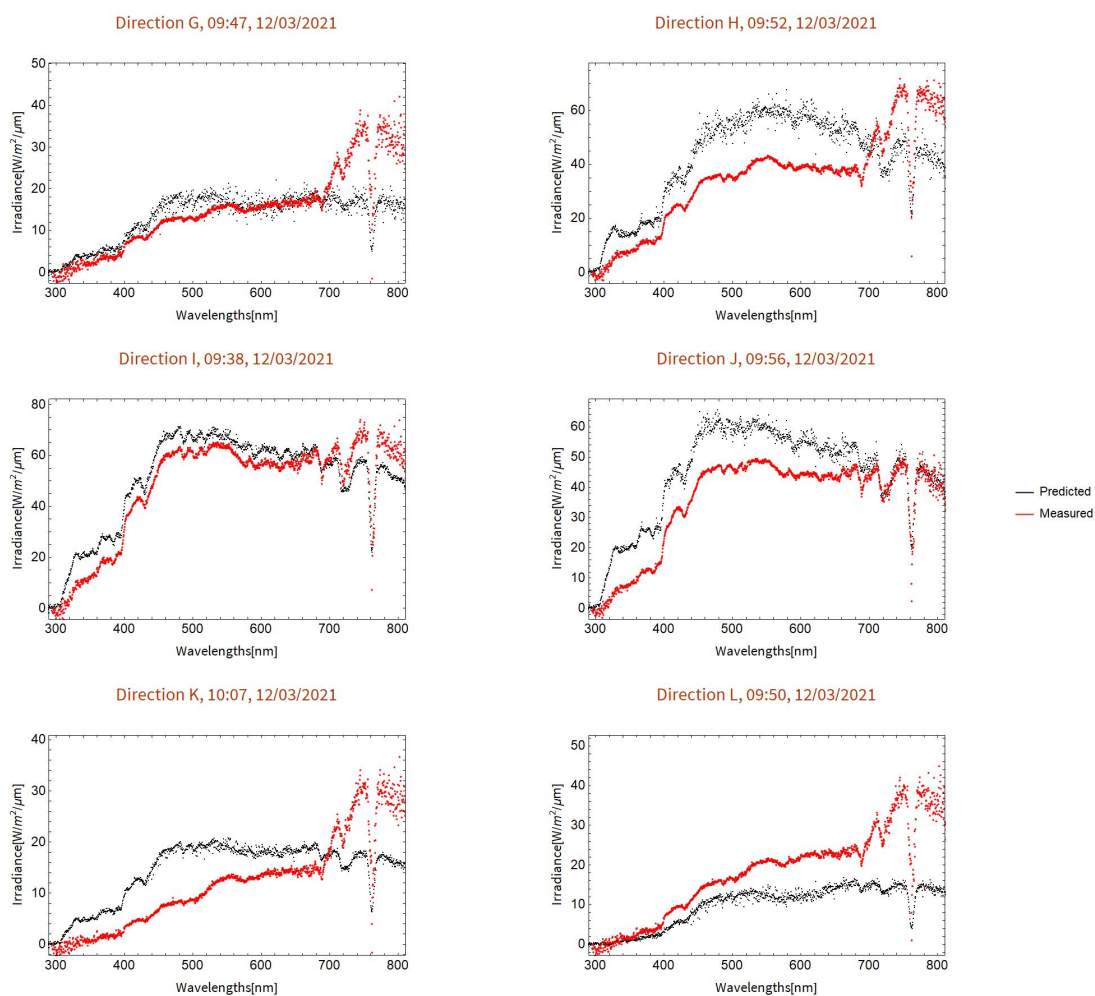 Direction G, 09:47, 12/03/2021
Irradiance[W/m²/μm]
50
40
30
20
10
0
300 400 500 600 700 800
Wavelengths[nm]
Direction H, 09:52, 12/03/2021
Irradiance[W/m²/μm]
60
40
20
0
300 400 500 600 700 800
Wavelengths[nm]
Direction I, 09:38, 12/03/2021
Irradiance[W/m²/μm]
80
60
40
20
0
300 400 500 600 700 800
Wavelengths[nm]
Direction J, 09:56, 12/03/2021
Irradiance[W/m²/μm]
60
50
40
30
20
10
0
300 400 500 600 700 800
Wavelengths[nm]
Predicted
Measured
Direction K, 10:07, 12/03/2021
Irradiance[W/m²/μm]
40
30
20
10
0
300 400 500 600 700 800
Wavelengths[nm]
Direction L, 09:50, 12/03/2021
Irradiance[W/m²/μm]
50
40
30
20
10
0
300 400 500 600 700 800
Wavelengths[nm]